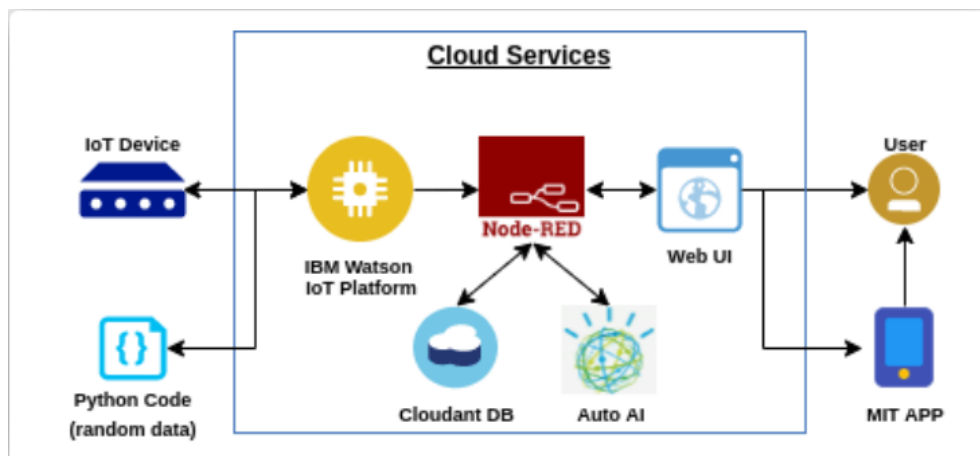 Cloud Services
IoT Device
User
Node-RED
Web UI
IBM Watson
IoT Platform
{ }
Python Code
(random data)
Cloudant DB
Auto AI
MIT APP